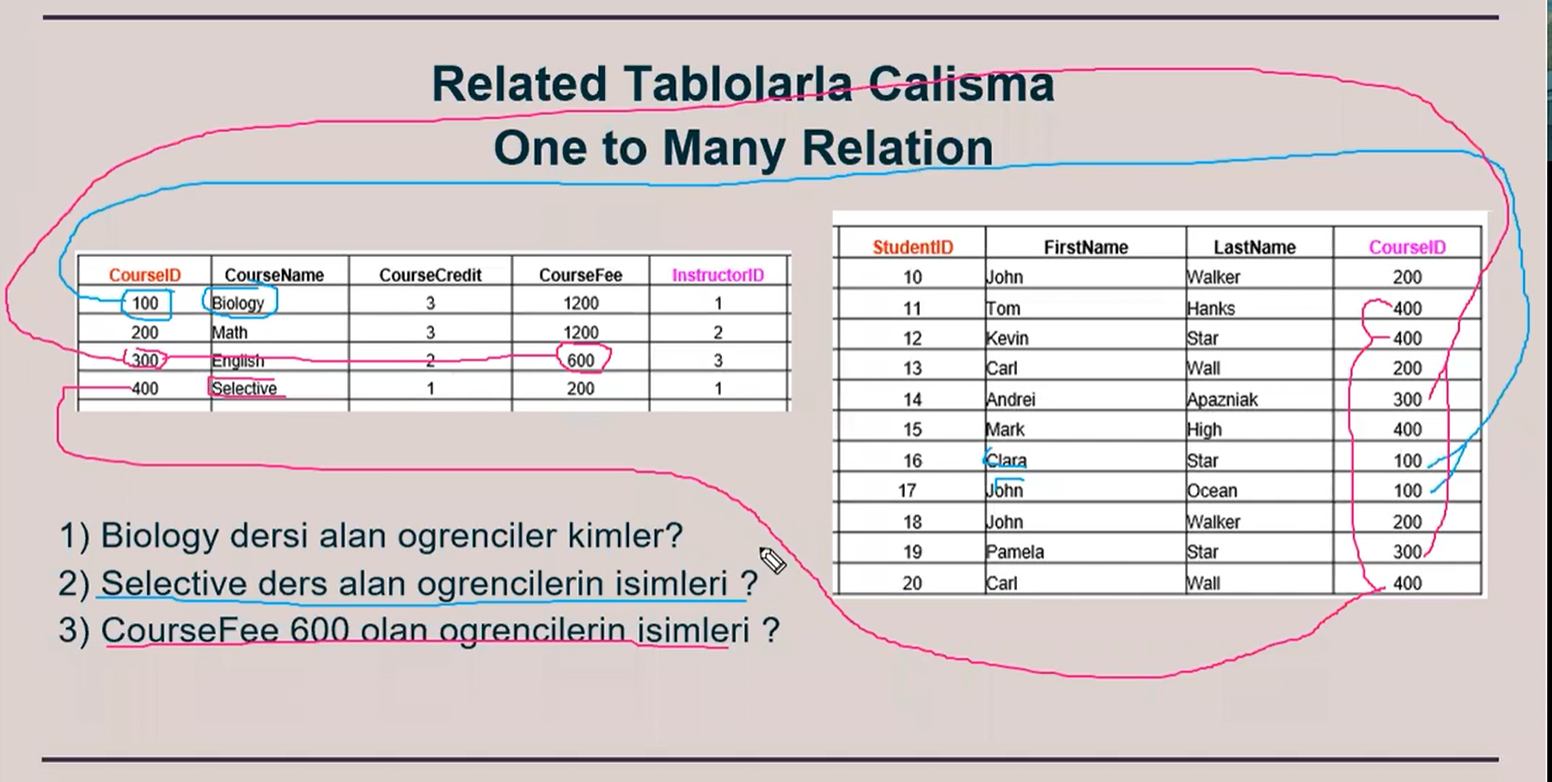 Related Tablolarla Calisma
One to Many Relation
CourseID CourseName CourseCredit CourseFee InstructorID
100 Biology 3 1200 1
200 Math 3 1200 2
300 English 2 600 3
400 Selective 1 200 1
StudentID FirstName LastName CourseID
10 John Walker 200
11 Tom Hanks 400
12 Kevin Star 400
13 Carl Wall 200
14 Andrei Apazniak 300
15 Mark High 400
16 Clara Star 100
17 John Ocean 100
18 John Walker 200
19 Pamela Star 300
20 Carl Wall 400
1) Biology dersi alan ogrenciler kimler?
2) Selective ders alan ogrencilerin isimleri ?
3) CourseFee 600 olan ogrencilerin isimleri ?